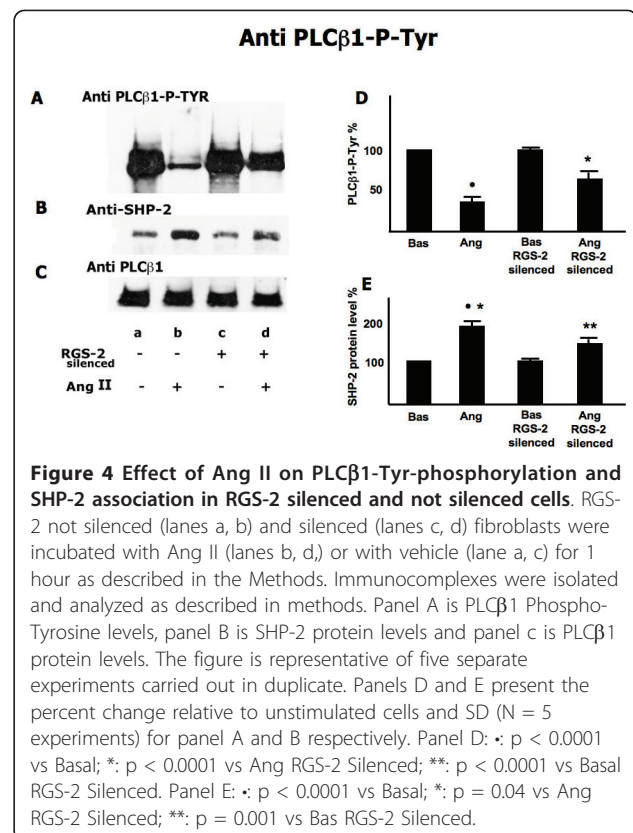 Anti PLCβ1-P-Tyr
A
Anti PLCβ1-P-TYR
B
Anti-SHP-2
C
Anti PLCβ1
a b c d
RGS-2 silenced - - + +
Ang II - + - +
D
PLCβ1-P-Tyr %
100
50
•
*
Bas Ang Bas RGS-2 silenced Ang RGS-2 silenced
E
SHP-2 protein level %
200
100
• *
**
Bas Ang Bas RGS-2 silenced Ang RGS-2 silenced
Figure 4 Effect of Ang II on PLCβ1-Tyr-phosphorylation and
SHP-2 association in RGS-2 silenced and not silenced cells. RGS-
2 not silenced (lanes a, b) and silenced (lanes c, d) fibroblasts were
incubated with Ang II (lanes b, d,) or with vehicle (lane a, c) for 1
hour as described in the Methods. Immunocomplexes were isolated
and analyzed as described in methods. Panel A is PLCβ1 Phospho-
Tyrosine levels, panel B is SHP-2 protein levels and panel c is PLCβ1
protein levels. The figure is representative of five separate
experiments carried out in duplicate. Panels D and E present the
percent change relative to unstimulated cells and SD (N = 5
experiments) for panel A and B respectively. Panel D: •: p < 0.0001
vs Basal; *: p < 0.0001 vs Ang RGS-2 Silenced; **: p < 0.0001 vs Basal
RGS-2 Silenced. Panel E: •: p < 0.0001 vs Basal; *: p = 0.04 vs Ang
RGS-2 Silenced; **: p = 0.001 vs Bas RGS-2 Silenced.